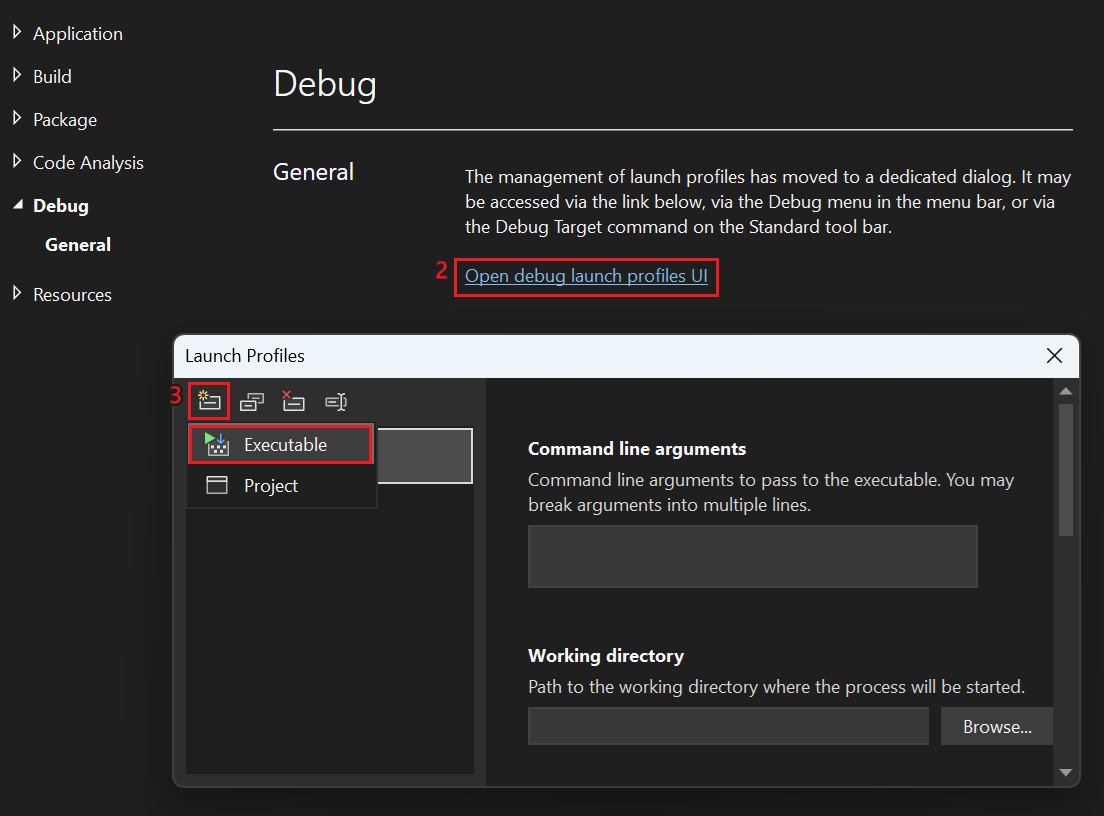 Application
Build
Package
Code Analysis
Debug
General
Resources
Debug
General
The management of launch profiles has moved to a dedicated dialog. It may
be accessed via the link below, via the Debug menu in the menu bar, or via
the Debug Target command on the Standard tool bar.
2
Open debug launch profiles UI
Launch Profiles
3
Executable
Project
Command line arguments
Command line arguments to pass to the executable. You may
break arguments into multiple lines.
Working directory
Path to the working directory where the process will be started.
Browse...